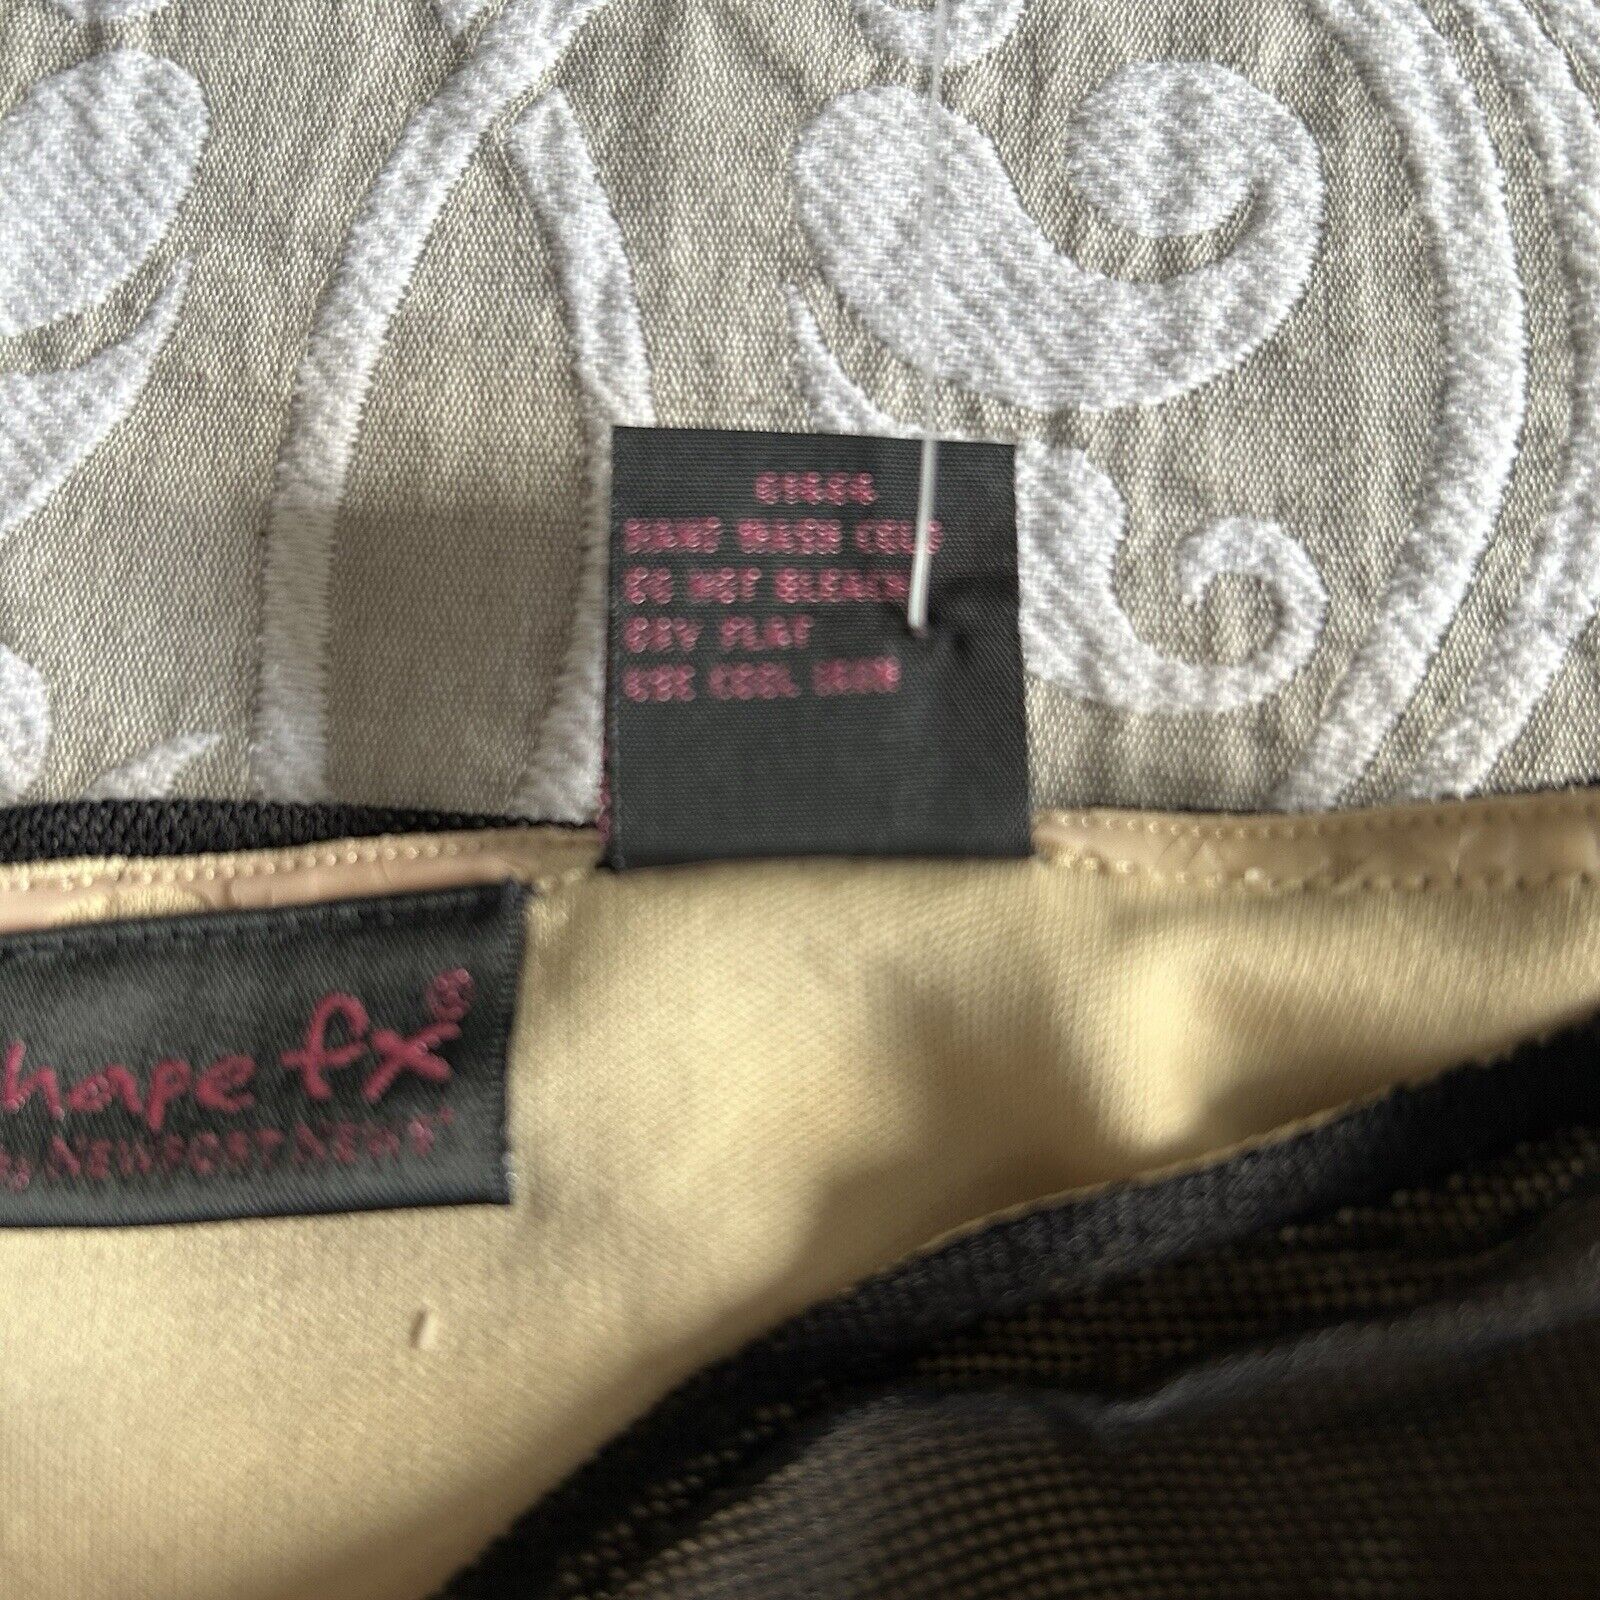 HAND WASH COLD
DO NOT BLEACH
DRY FLAT
USE COOL IRON
hape fx®
NEWPORT NEWS